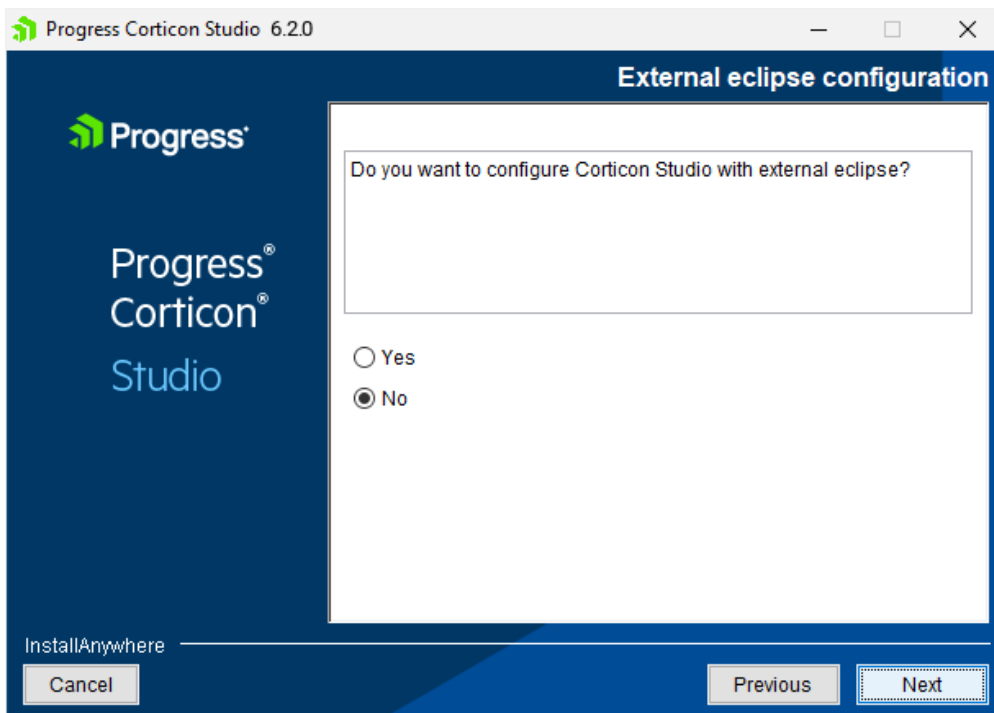 Progress Corticon Studio 6.2.0
External eclipse configuration
Progress
Do you want to configure Corticon Studio with external eclipse?
Progress®
Corticon®
Studio
Yes
No
InstallAnywhere
Cancel
Previous
Next